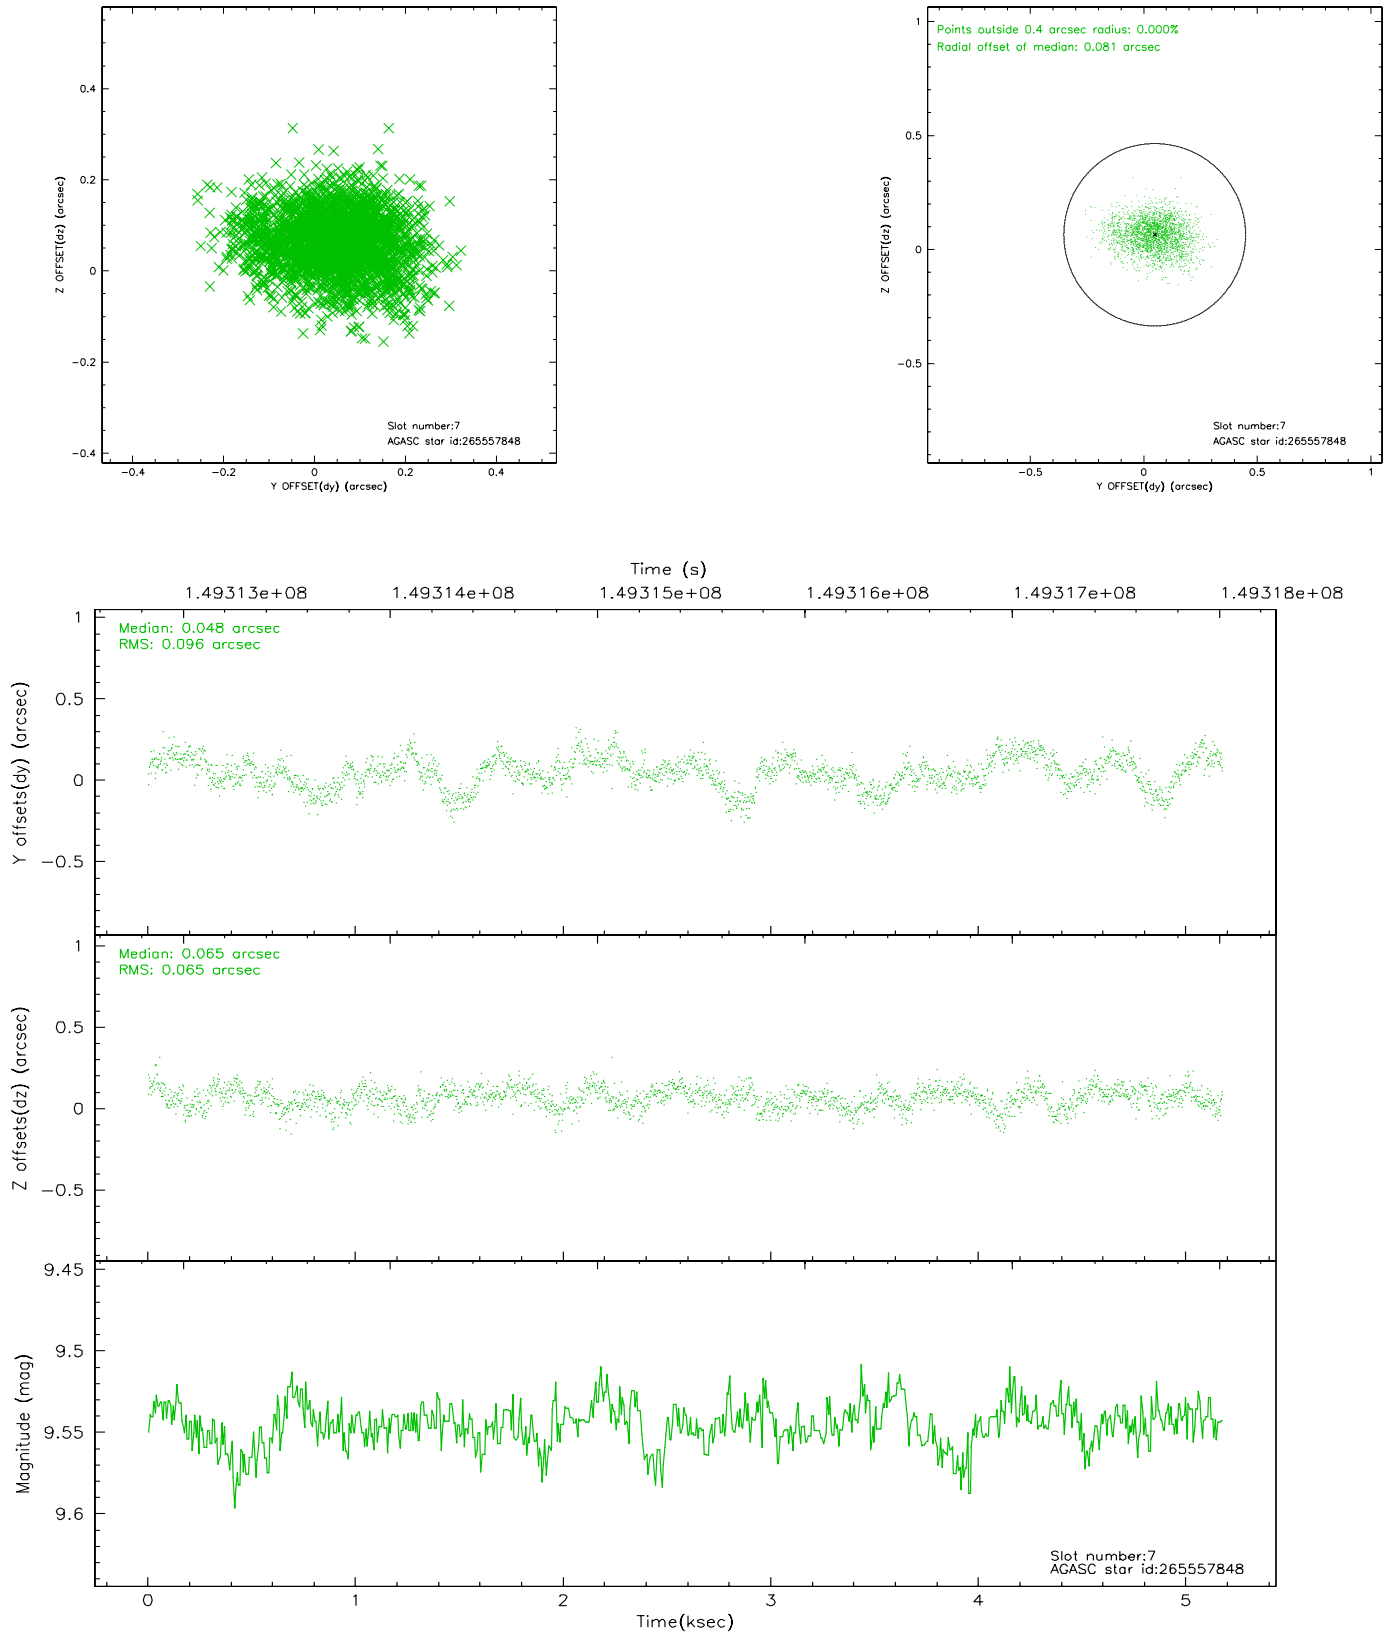 0.4
0.2
0
−0.2
−0.4
Z OFFSET(dz) (arcsec)
Slot number:7
AGASC star id:265557848
−0.4 −0.2 0 0.2 0.4
Y OFFSET(dy) (arcsec)
Points outside 0.4 arcsec radius: 0.000%
Radial offset of median: 0.081 arcsec
1
0.5
0
−0.5
Z OFFSET(dz) (arcsec)
Slot number:7
AGASC star id:265557848
−0.5 0 0.5 1
Y OFFSET(dy) (arcsec)
Time (s)
1.49313e+08 1.49314e+08 1.49315e+08 1.49316e+08 1.49317e+08 1.49318e+08
Median: 0.048 arcsec
RMS: 0.096 arcsec
1
0.5
0
−0.5
Y offsets(dy) (arcsec)
Median: 0.065 arcsec
RMS: 0.065 arcsec
1
0.5
0
−0.5
Z offsets(dz) (arcsec)
9.45
9.5
9.55
9.6
Magnitude (mag)
Slot number:7
AGASC star id:265557848
0 1 2 3 4 5
Time(ksec)